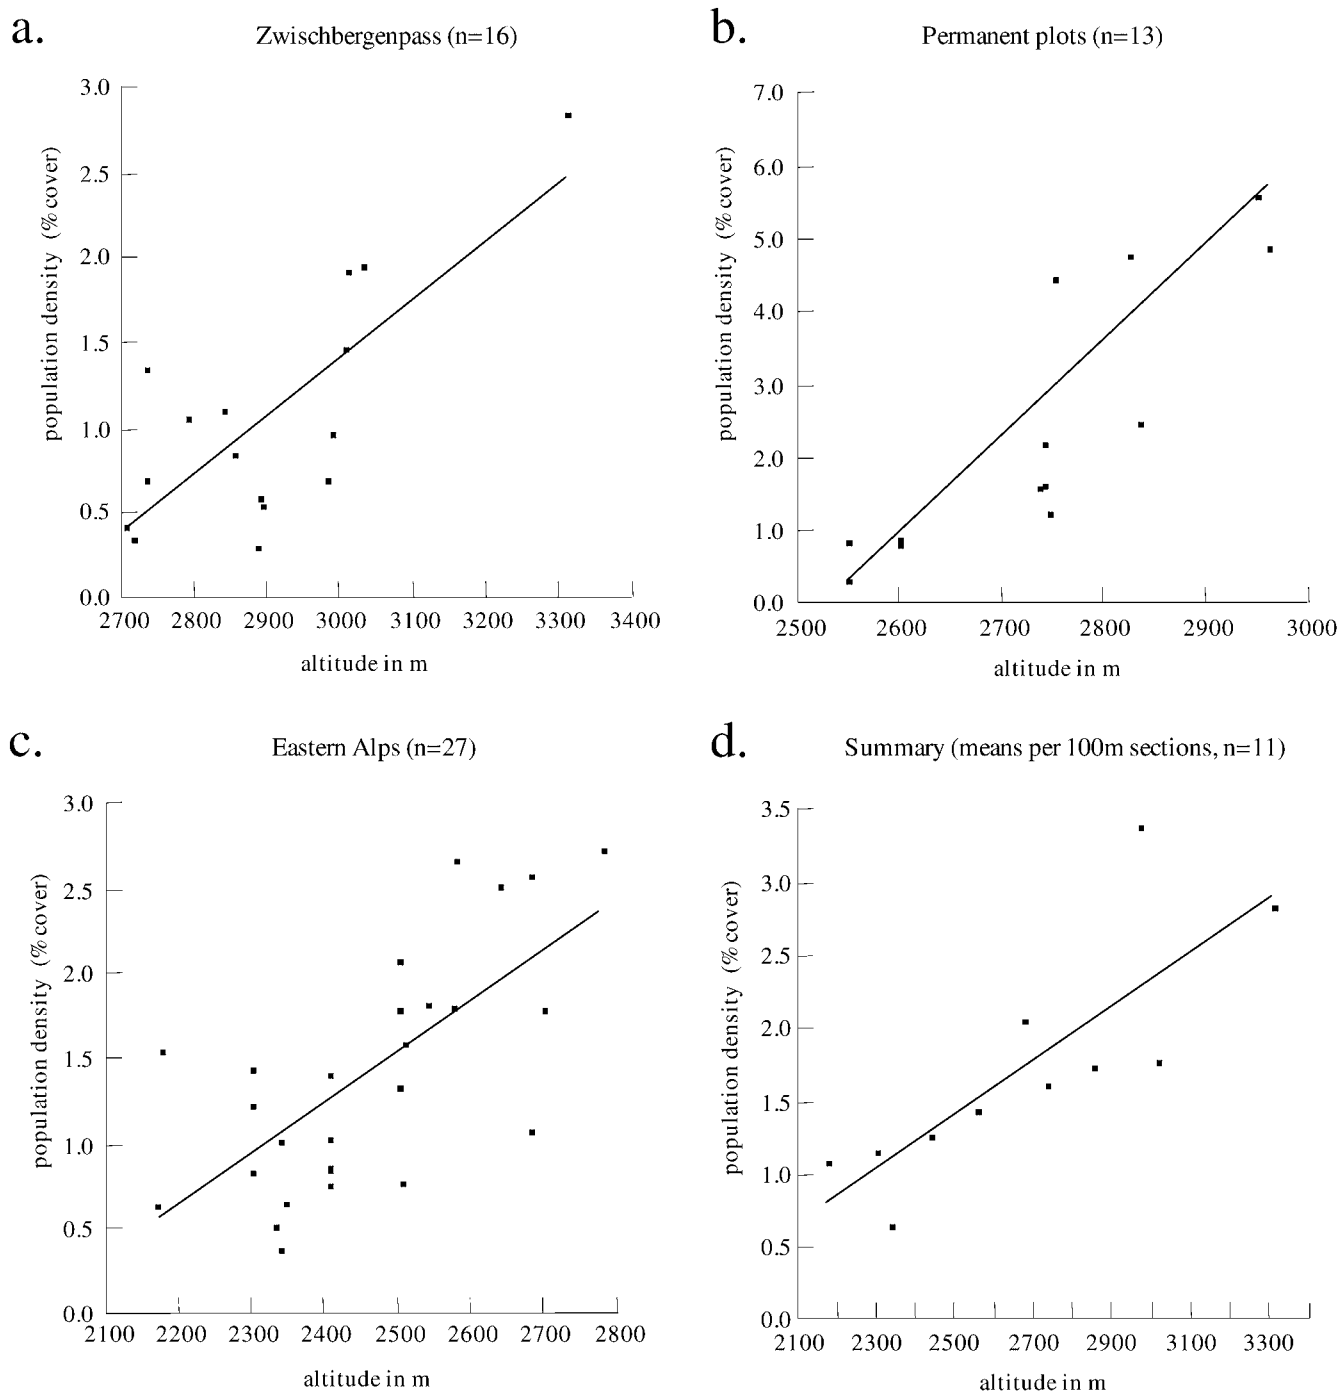 a.
Zwischbergenpass (n=16)
population density (% cover)
3.0
2.5
2.0
1.5
1.0
0.5
0.0
2700 2800 2900 3000 3100 3200 3300 3400
altitude in m
b.
Permanent plots (n=13)
population density (% cover)
7.0
6.0
5.0
4.0
3.0
2.0
1.0
0.0
2500 2600 2700 2800 2900 3000
altitude in m
c.
Eastern Alps (n=27)
population density (% cover)
3.0
2.5
2.0
1.5
1.0
0.5
0.0
2100 2200 2300 2400 2500 2600 2700 2800
altitude in m
d.
Summary (means per 100m sections, n=11)
population density (% cover)
3.5
3.0
2.5
2.0
1.5
1.0
0.5
0.0
2100 2300 2500 2700 2900 3100 3300
altitude in m